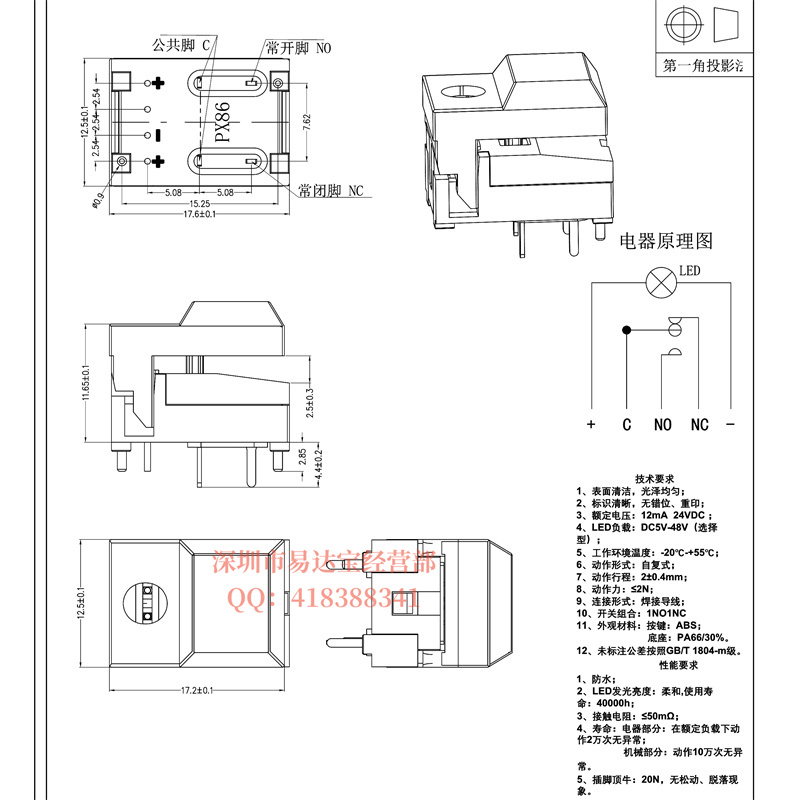 公共脚 C
常开脚 NO
第一角投影法
PX86
12.5±0.1
2.54
2.54
2.54
7.62
5.08
5.08
常闭脚 NC
ø0.9
15.25
17.6±0.1
电器原理图
LED
+ C NO NC -
11.65±0.1
2.5±0.3
2.85
4.4±0.2
技术要求
1、表面清洁，光泽均匀；
2、标识清晰，无错位、重印；
3、额定电压：12mA 24VDC；
4、LED负载：DC5V-48V（选择
型）；
5、工作环境温度：-20℃-+55℃；
6、动作形式：自复式；
7、动作行程：2±0.4mm；
8、动作力：≤2N；
9、连接形式：焊接导线；
10、开关组合：1NO1NC
11、外观材料：按键：ABS；
底座：PA66/30%。
12、未标注公差按照GB/T 1804-m级。
性能要求
1、防水；
2、LED发光亮度：柔和,使用寿
命：40000h；
3、接触电阻：≤50mΩ；
4、寿命：电器部分：在额定负载下动
作2万次无异常；
机械部分：动作10万次无异
常。
5、插脚顶牛：20N，无松动、脱落现
象。
12.5±0.1
17.2±0.1
深圳市易达宝经营部
QQ：418388341